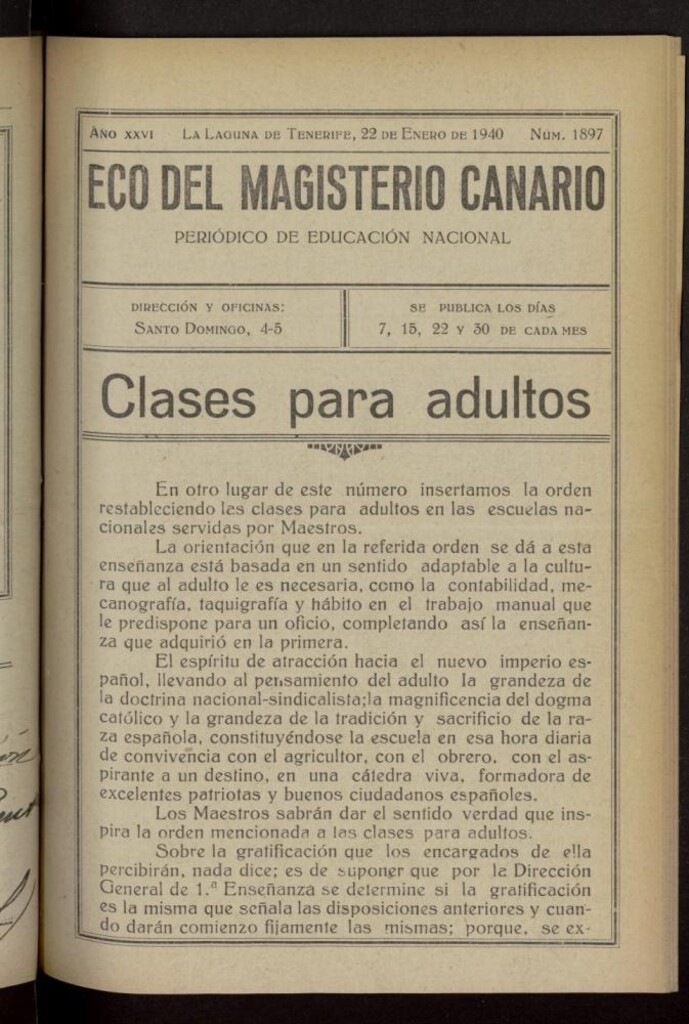 AÑO XXVI LA LAGUNA DE TENERIFE, 22 DE ENERO DE 1940 NÚM. 1897
ECO DEL MAGISTERIO CANARIO
PERIÓDICO DE EDUCACIÓN NACIONAL
DIRECCIÓN Y OFICINAS:
SANTO DOMINGO, 4-5
SE PUBLICA LOS DÍAS
7, 15, 22 Y 30 DE CADA MES
Clases para adultos
En otro lugar de este número insertamos la orden
restableciendo las clases para adultos en las escuelas na-
cionales servidas por Maestros.
La orientación que en la referida orden se dá a esta
enseñanza está basada en un sentido adaptable a la cultu-
ra que al adulto le es necesaria, como la contabilidad, me-
canografía, taquigrafía y hábito en el trabajo manual que
le predispone para un oficio, completando así la enseñan-
za que adquirió en la primera.
El espíritu de atracción hacia el nuevo imperio es-
pañol, llevando al pensamiento del adulto la grandeza de
la doctrina nacional-sindicalista;la magnificencia del dogma
católico y la grandeza de la tradición y sacrificio de la ra-
za española, constituyéndose la escuela en esa hora diaria
de convivencia con el agricultor, con el obrero, con el as-
pirante a un destino, en una cátedra viva, formadora de
excelentes patriotas y buenos ciudadanos españoles.
Los Maestros sabrán dar el sentido verdad que ins-
pira la orden mencionada a las clases para adultos.
Sobre la gratificación que los encargados de ella
percibirán, nada dice; es de suponer que por la Dirección
General de 1.ª Enseñanza se determine si la gratificación
es la misma que señala las disposiciones anteriores y cuan-
do darán comienzo fijamente las mismas; porque, se ex-